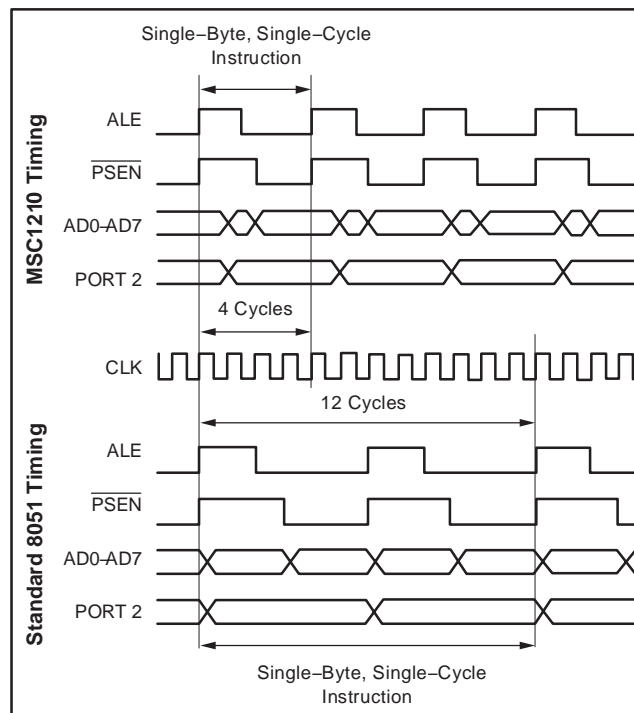 Single–Byte, Single–Cycle
Instruction
MSC1210 Timing
ALE
PSEN
AD0-AD7
PORT 2
4 Cycles
CLK
12 Cycles
Standard 8051 Timing
ALE
PSEN
AD0-AD7
PORT 2
Single–Byte, Single–Cycle
Instruction